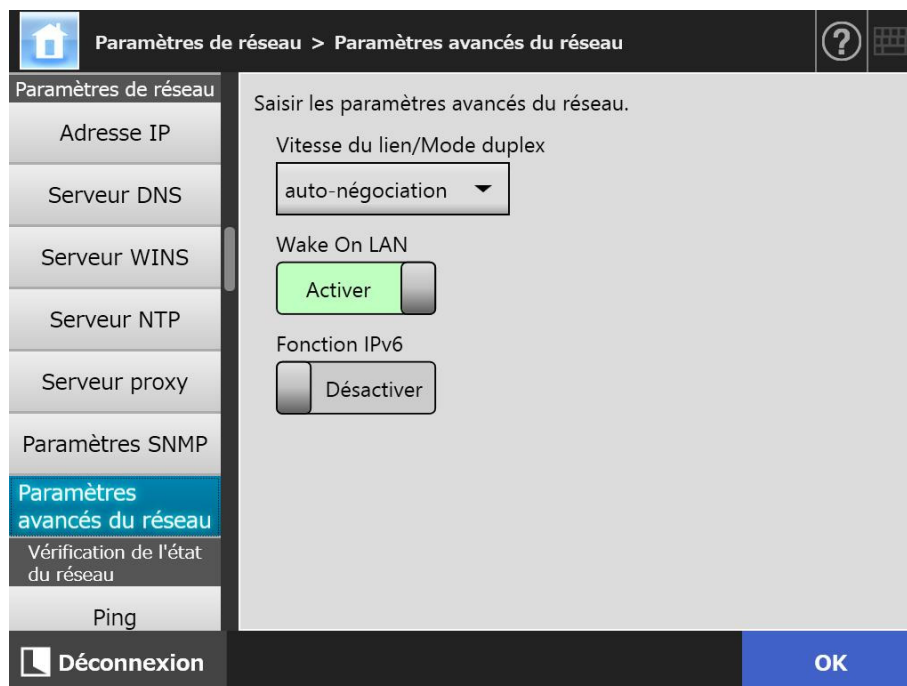 Paramètres de réseau > Paramètres avancés du réseau
Paramètres de réseau
Adresse IP
Serveur DNS
Serveur WINS
Serveur NTP
Serveur proxy
Paramètres SNMP
Paramètres
avancés du réseau
Vérification de l'état
du réseau
Ping
Saisir les paramètres avancés du réseau.
Vitesse du lien/Mode duplex
auto-négociation
Wake On LAN
Activer
Fonction IPv6
Désactiver
Déconnexion
OK